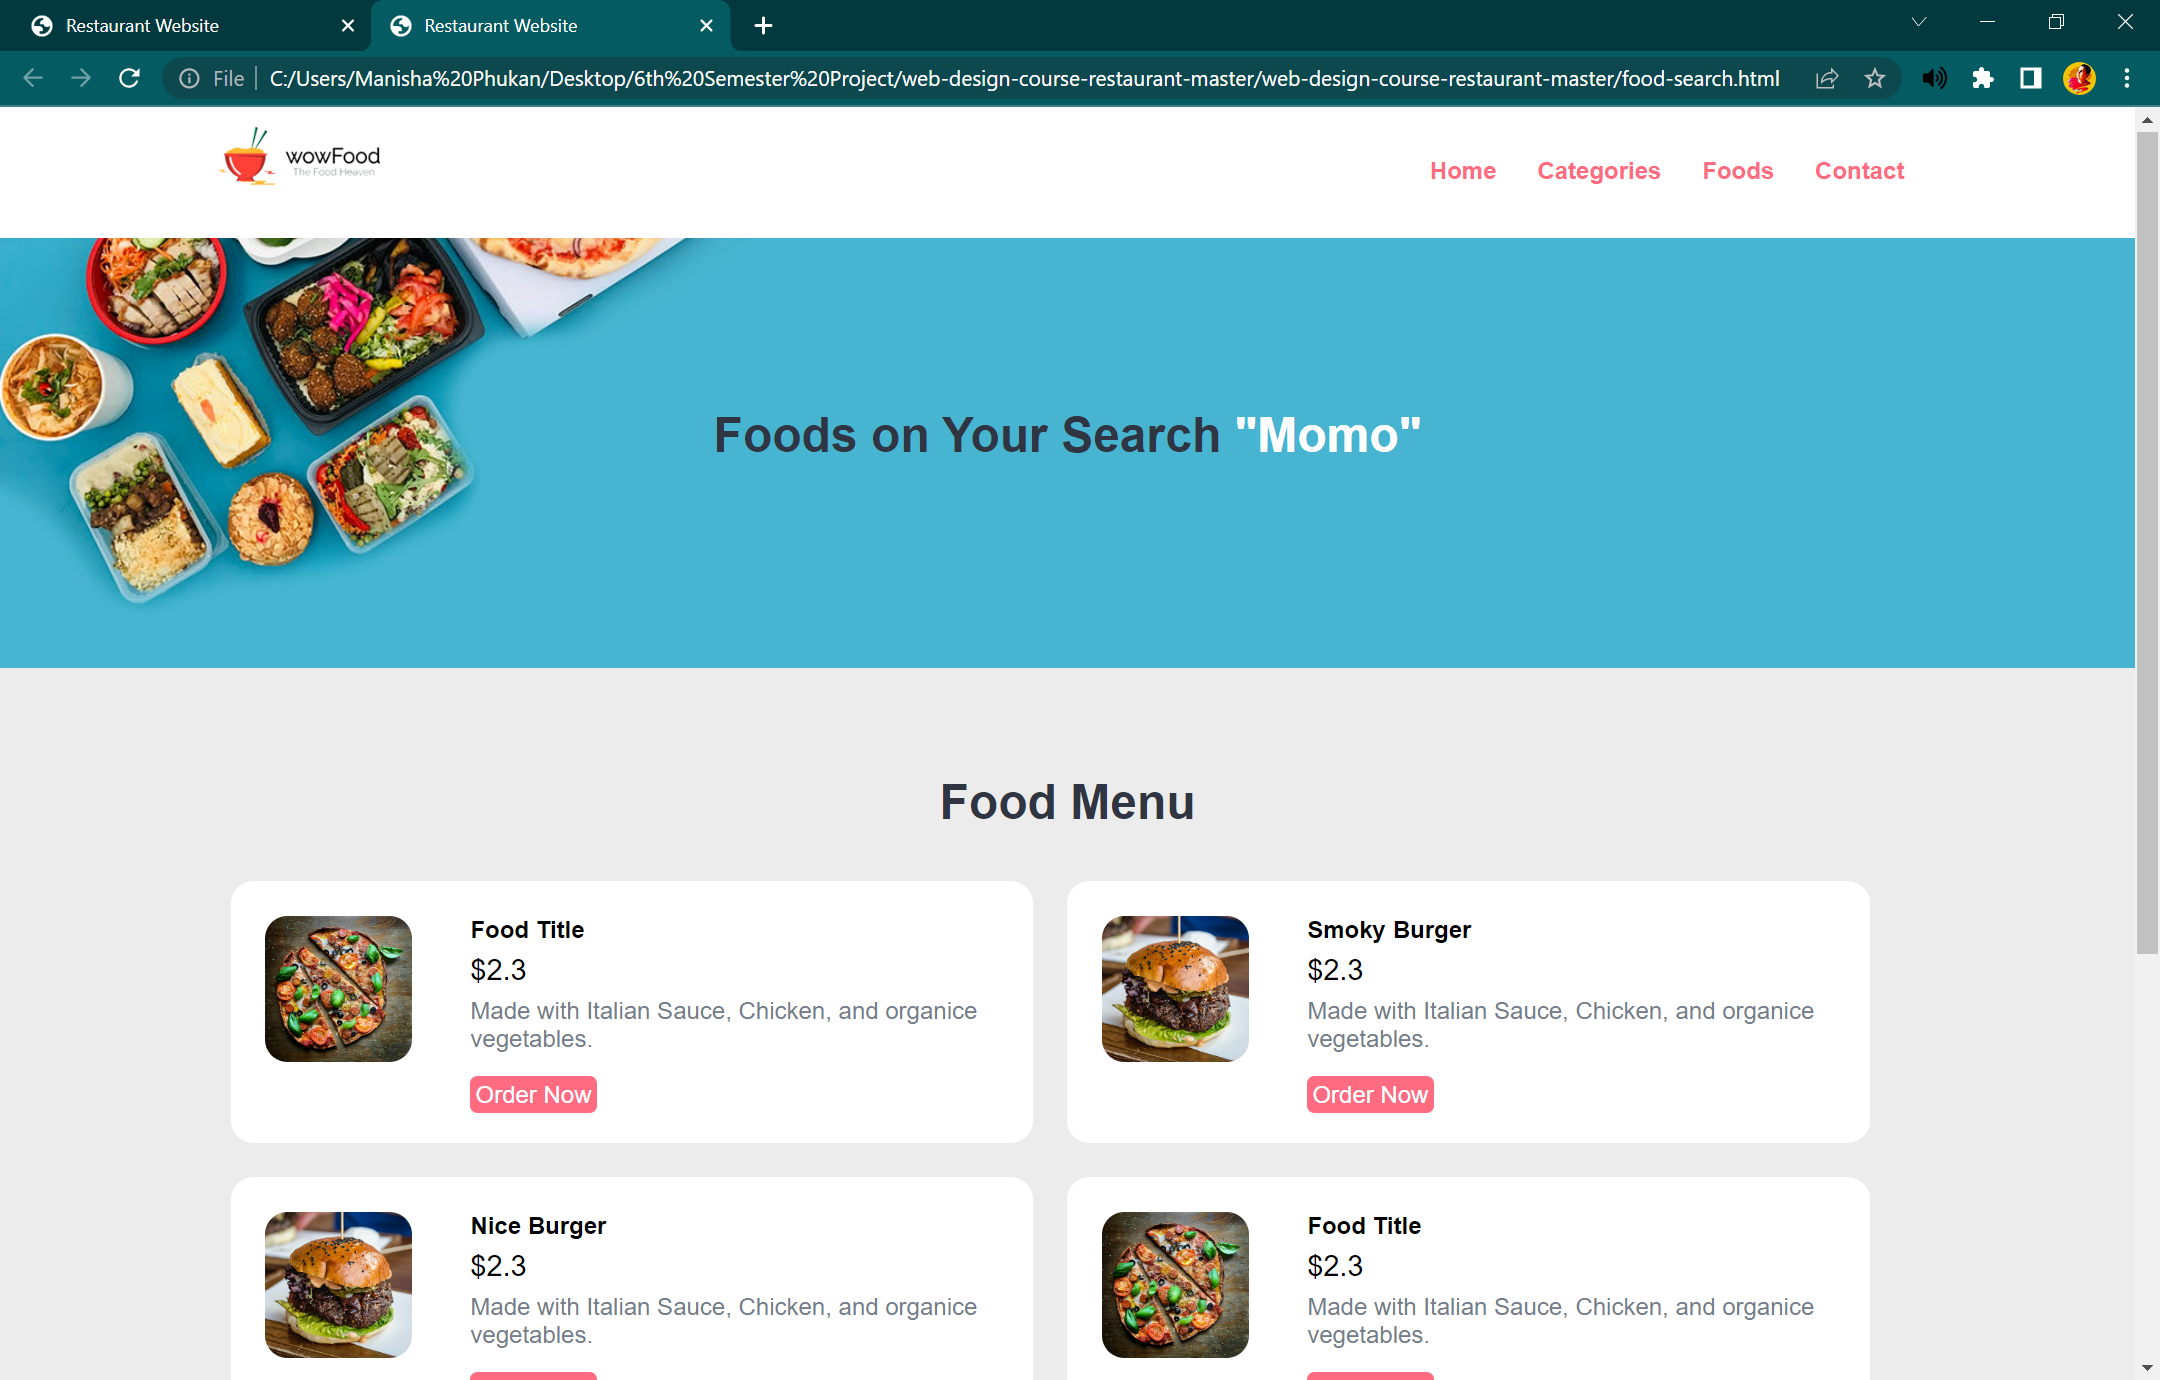 Restaurant Website
Restaurant Website
File
C:/Users/Manisha%20Phukan/Desktop/6th%20Semester%20Project/web-design-course-restaurant-master/web-design-course-restaurant-master/food-search.html
wowFood
The Food Heaven
Home Categories Foods Contact
Foods on Your Search "Momo"
Food Menu
Food Title
$2.3
Made with Italian Sauce, Chicken, and organice
vegetables.
Order Now
Smoky Burger
$2.3
Made with Italian Sauce, Chicken, and organice
vegetables.
Order Now
Nice Burger
$2.3
Made with Italian Sauce, Chicken, and organice
vegetables.
Food Title
$2.3
Made with Italian Sauce, Chicken, and organice
vegetables.